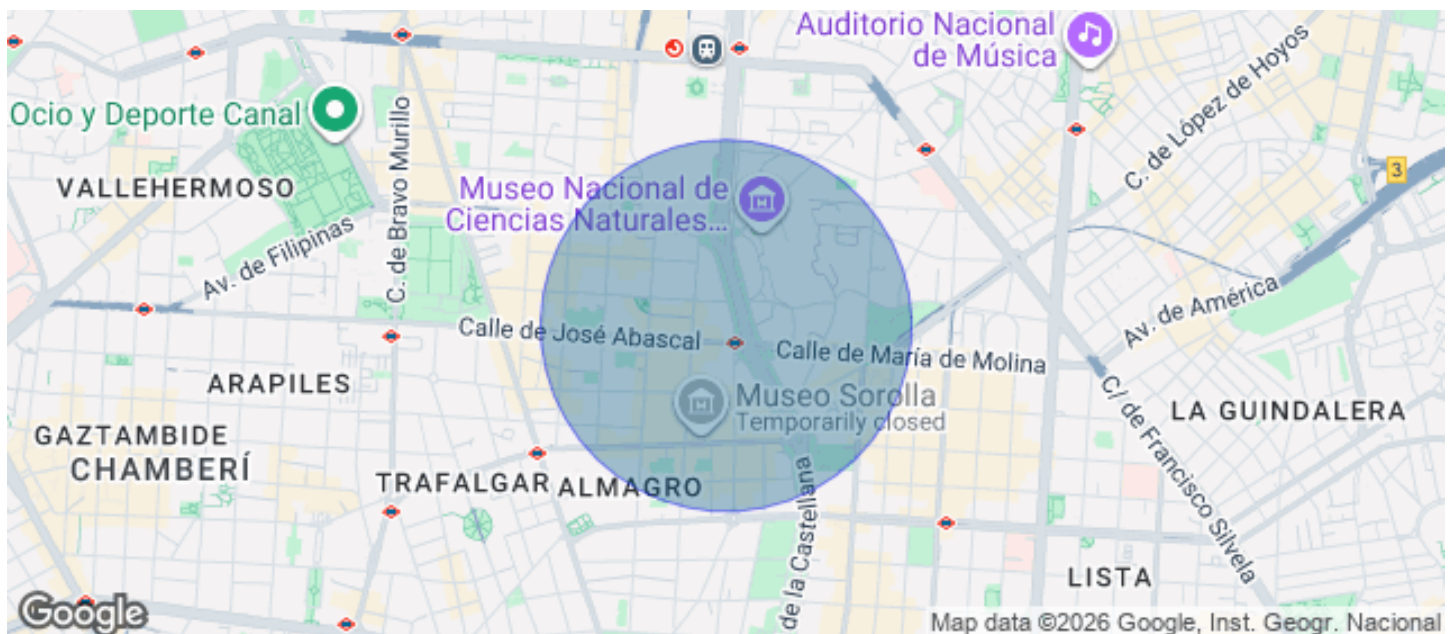 Auditorio Nacional
de Música
Ocio y Deporte Canal
C. de Bravo Murillo
C. de López de Hoyos
3
VALLEHERMOSO
Museo Nacional de
Ciencias Naturales...
Av. de Filipinas
Av. de América
Calle de José Abascal
Calle de María de Molina
ARAPILES
Museo Sorolla
Temporarily closed
C/ de Francisco Silvela
LA GUINDALERA
GAZTAMBIDE
CHAMBERÍ
TRAFALGAR
ALMAGRO
de la Castellana
LISTA
Google
Map data ©2026 Google, Inst. Geogr. Nacional